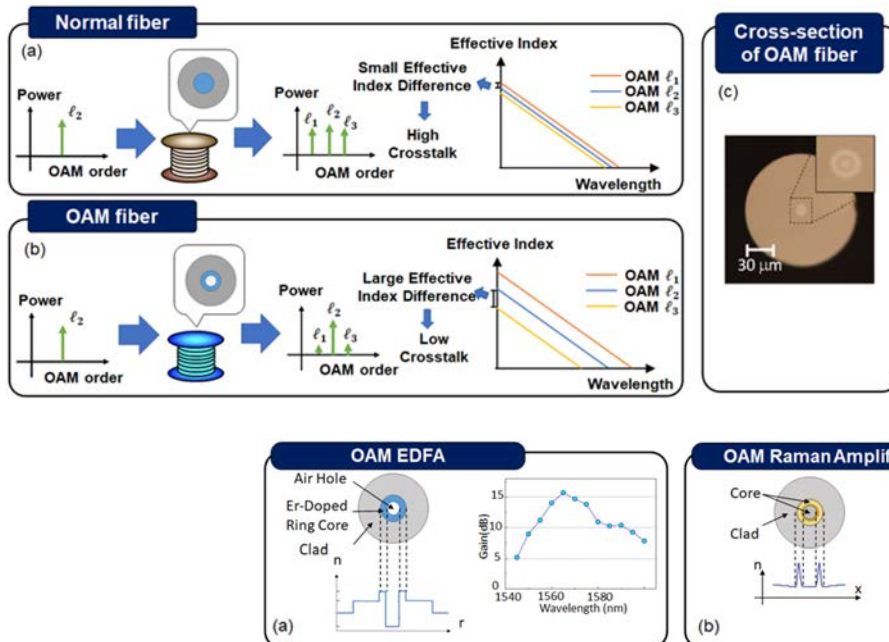 Normal fiber
(a)
Power
ℓ₂
OAM order
Power
ℓ₁ ℓ₂ ℓ₃
OAM order
Small Effective
Index Difference
High
Crosstalk
Effective Index
OAM ℓ₁
OAM ℓ₂
OAM ℓ₃
Wavelength
OAM fiber
(b)
Power
ℓ₂
OAM order
Power
ℓ₁ ℓ₂ ℓ₃
OAM order
Large Effective
Index Difference
Low
Crosstalk
Effective Index
OAM ℓ₁
OAM ℓ₂
OAM ℓ₃
Wavelength
Cross-section
of OAM fiber
(c)
30 μm
OAM EDFA
Air Hole
Er-Doped
Ring Core
Clad
n
r
(a)
Gain(dB)
15
10
5
0
1540 1560 1580
Wavelength (nm)
OAM Raman Amplif
Core
Clad
n
x
(b)